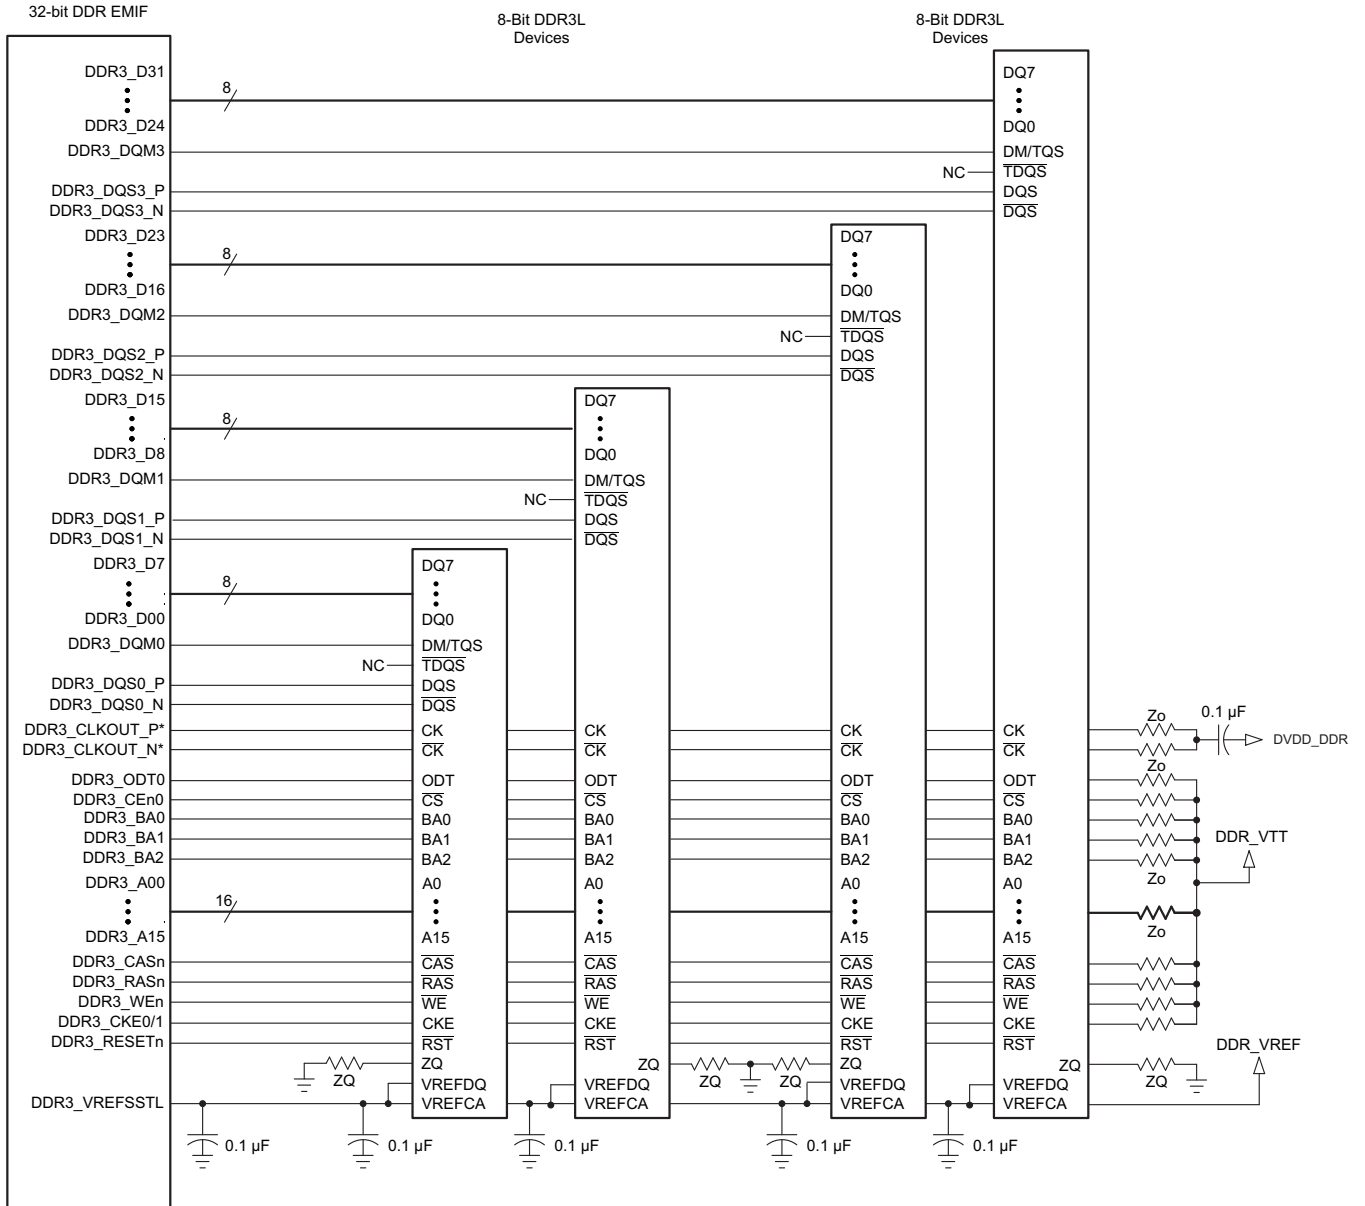 32-bit DDR EMIF
8-Bit DDR3L
Devices
8-Bit DDR3L
Devices
DDR3_D31
8
DQ7
DDR3_D24
DQ0
DDR3_DQM3
DM/TQS
NC
TDQS
DDR3_DQS3_P
DQS
DDR3_DQS3_N
DQS
DDR3_D23
8
DQ7
DDR3_D16
DQ0
DDR3_DQM2
DM/TQS
NC
TDQS
DDR3_DQS2_P
DQS
DDR3_DQS2_N
DQS
DDR3_D15
8
DQ7
DDR3_D8
DQ0
DDR3_DQM1
DM/TQS
NC
TDQS
DDR3_DQS1_P
DQS
DDR3_DQS1_N
DQS
DDR3_D7
8
DQ7
DDR3_D00
DQ0
DDR3_DQM0
DM/TQS
NC
TDQS
DDR3_DQS0_P
DQS
DDR3_DQS0_N
DQS
Zo
0.1 µF
DDR3_CLKOUT_P* CK CK CK CK
DVDD_DDR
DDR3_CLKOUT_N* CK CK CK CK
Zo
DDR3_ODT0 ODT ODT ODT ODT
DDR3_CEn0 CS CS CS CS
DDR3_BA0 BA0 BA0 BA0 BA0
DDR3_BA1 BA1 BA1 BA1 BA1
DDR_VTT
DDR3_BA2 BA2 BA2 BA2 BA2
Zo
DDR3_A00 A0 A0 A0 A0
16
Zo
DDR3_A15 A15 A15 A15 A15
DDR3_CASn CAS CAS CAS CAS
DDR3_RASn RAS RAS RAS RAS
DDR3_WEn WE WE WE WE
DDR3_CKE0/1 CKE CKE CKE CKE
DDR3_RESETn RST RST RST RST
DDR_VREF
ZQ ZQ ZQ ZQ
ZQ ZQ ZQ ZQ
VREFDQ VREFDQ VREFDQ VREFDQ
DDR3_VREFSSTL VREFCA VREFCA VREFCA VREFCA
0.1 µF 0.1 µF 0.1 µF 0.1 µF 0.1 µF